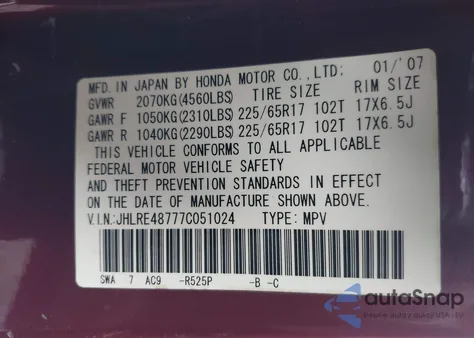 MFD. IN JAPAN BY HONDA MOTOR CO., LTD: 01/'07
GVWR 2070KG(4560LBS) TIRE SIZE RIM SIZE
GAWR F 1050KG(2310LBS) 225/65R17 102T 17X6.5J
GAWR R 1040KG(2290LBS) 225/65R17 102T 17X6.5J
THIS VEHICLE CONFORMS TO ALL APPLICABLE
FEDERAL MOTOR VEHICLE SAFETY
AND THEFT PREVENTION STANDARDS IN EFFECT
ON THE DATE OF MANUFACTURE SHOWN ABOVE.
V.I.N:JHLRE48777C051024 TYPE: MPV
SWA 7 AC9 -R525P -B -C
autoSnap